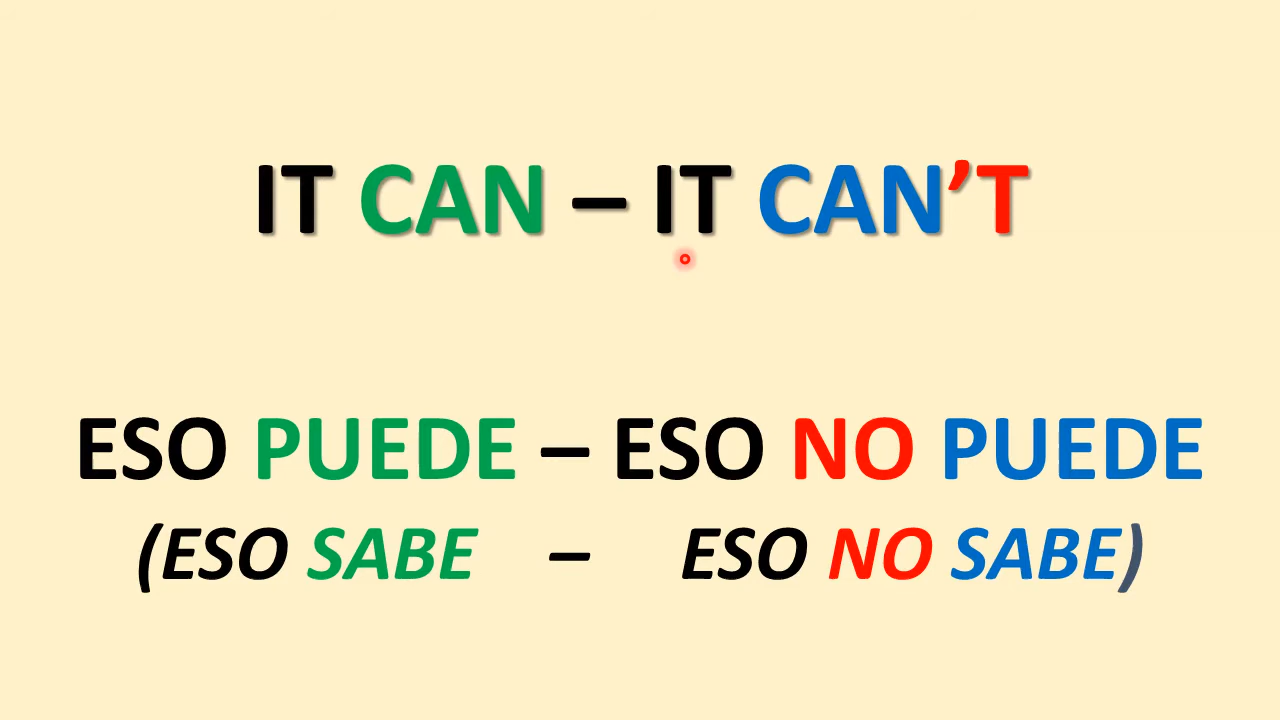 IT CAN – IT CAN’T
ESO PUEDE – ESO NO PUEDE
(ESO SABE – ESO NO SABE)